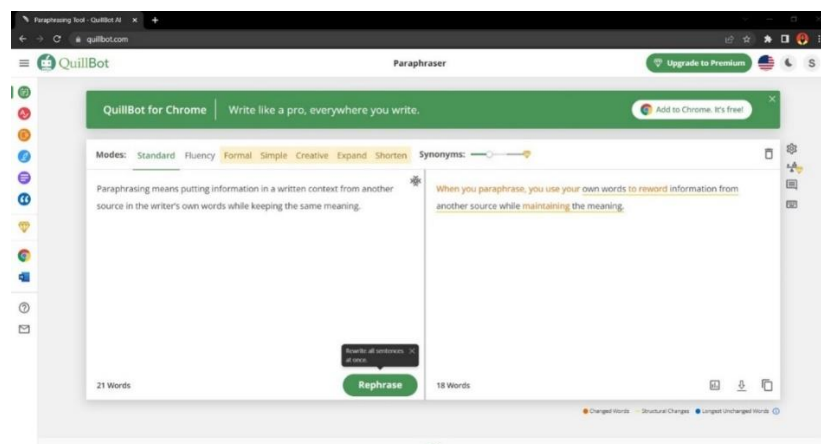 Paraphrasing Tool - QuillBot AI
quillbot.com
QuillBot
Paraphraser
Upgrade to Premium
S
QuillBot for Chrome
Write like a pro, everywhere you write.
Add to Chrome. It's free!
Modes: Standard Fluency Formal Simple Creative Expand Shorten Synonyms:
Paraphrasing means putting information in a written context from another
source in the writer's own words while keeping the same meaning.
When you paraphrase, you use your own words to reword information from
another source while maintaining the meaning.
Rewrite all sentences
at once.
21 Words
Rephrase
18 Words
Changed Words
Structural Changes
Longest Unchanged Words